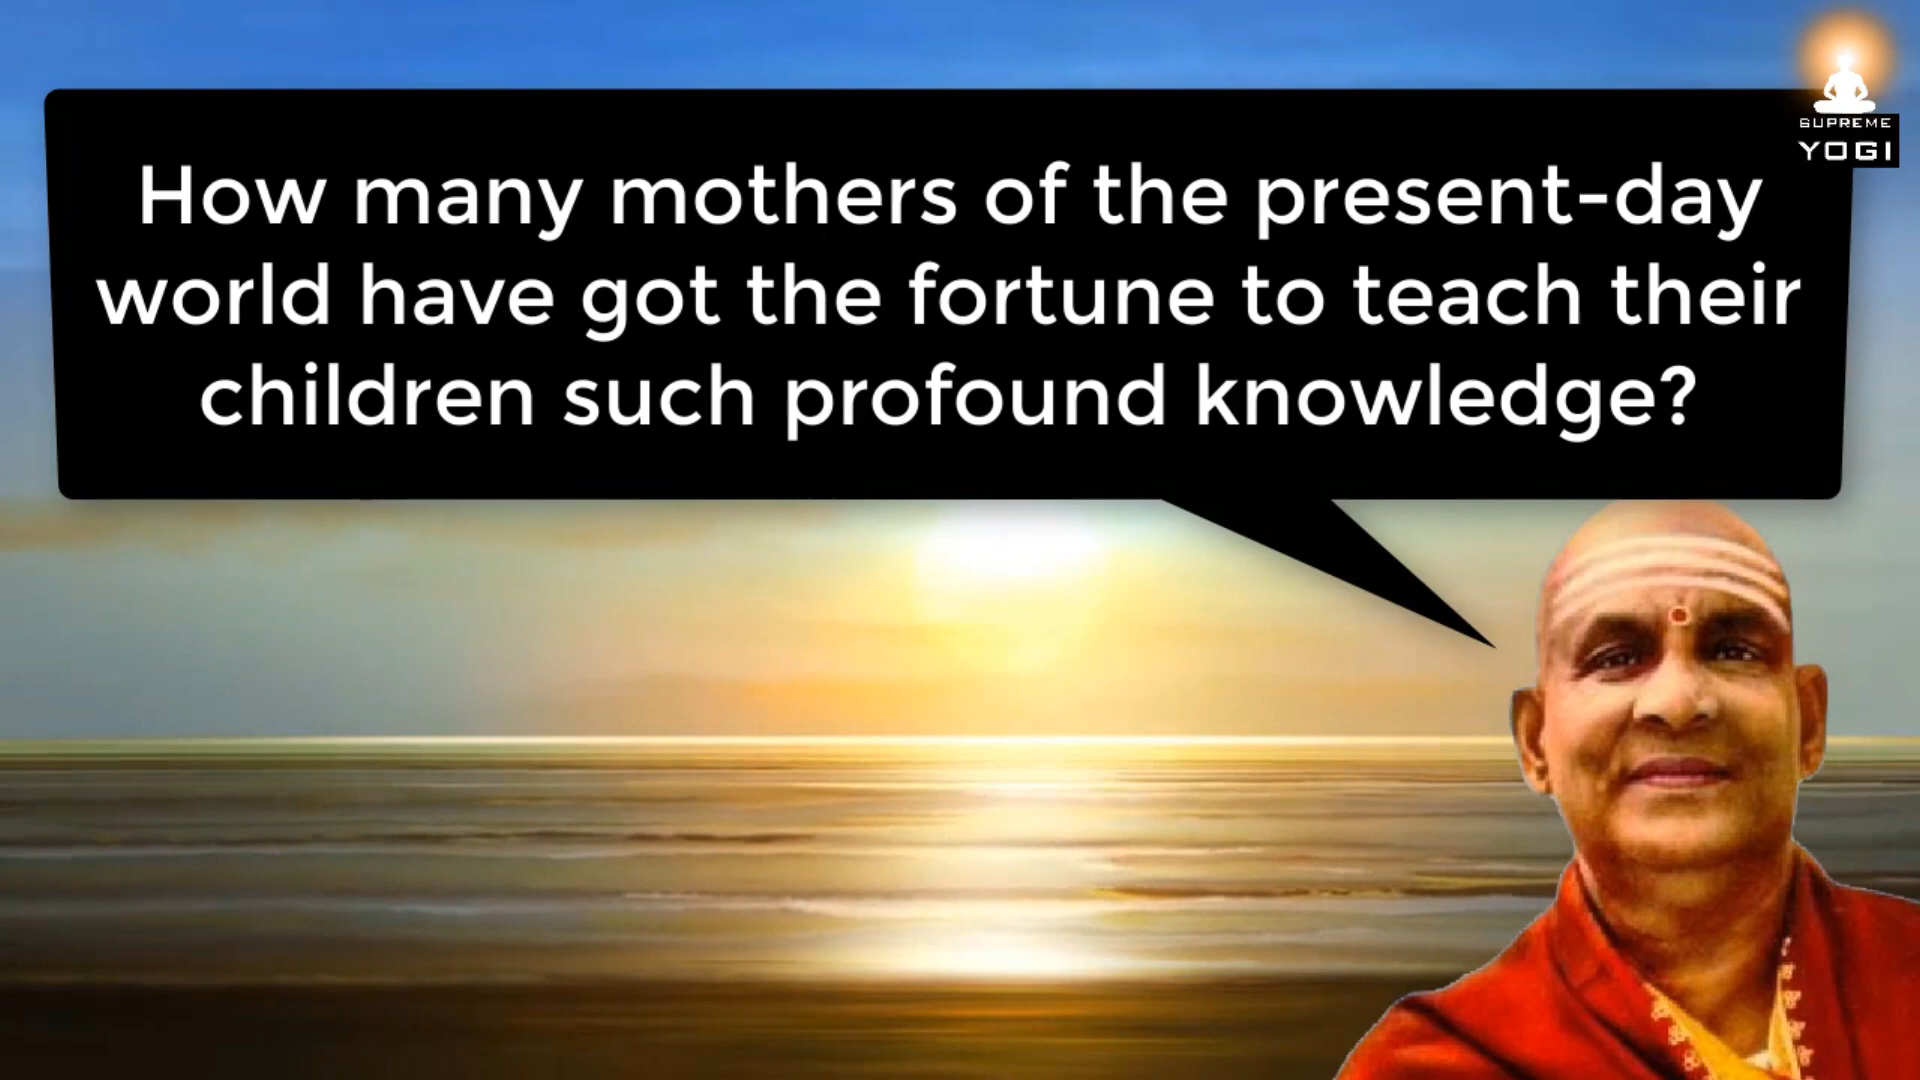 SUPREME
YOGI
How many mothers of the present-day
world have got the fortune to teach their
children such profound knowledge?